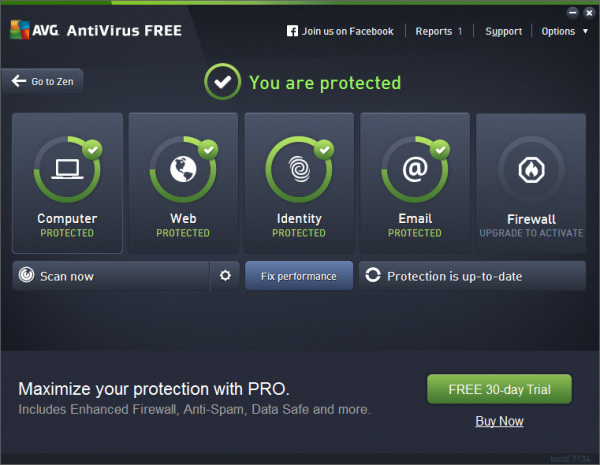 AVG. AntiVirus FREE
Join us on Facebook
Reports 1
Support
Options
Go to Zen
You are protected
Computer
PROTECTED
Web
PROTECTED
Identity
PROTECTED
Email
PROTECTED
Firewall
UPGRADE TO ACTIVATE
Scan now
Fix performance
Protection is up-to-date
Maximize your protection with PRO.
Includes Enhanced Firewall, Anti-Spam, Data Safe and more.
FREE 30-day Trial
Buy Now
build 7134